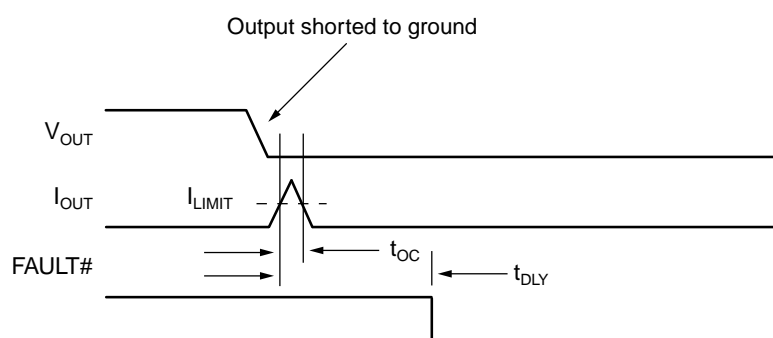 Output shorted to ground
VOUT
IOUT
ILIMIT
tOC
FAULT#
tDLY